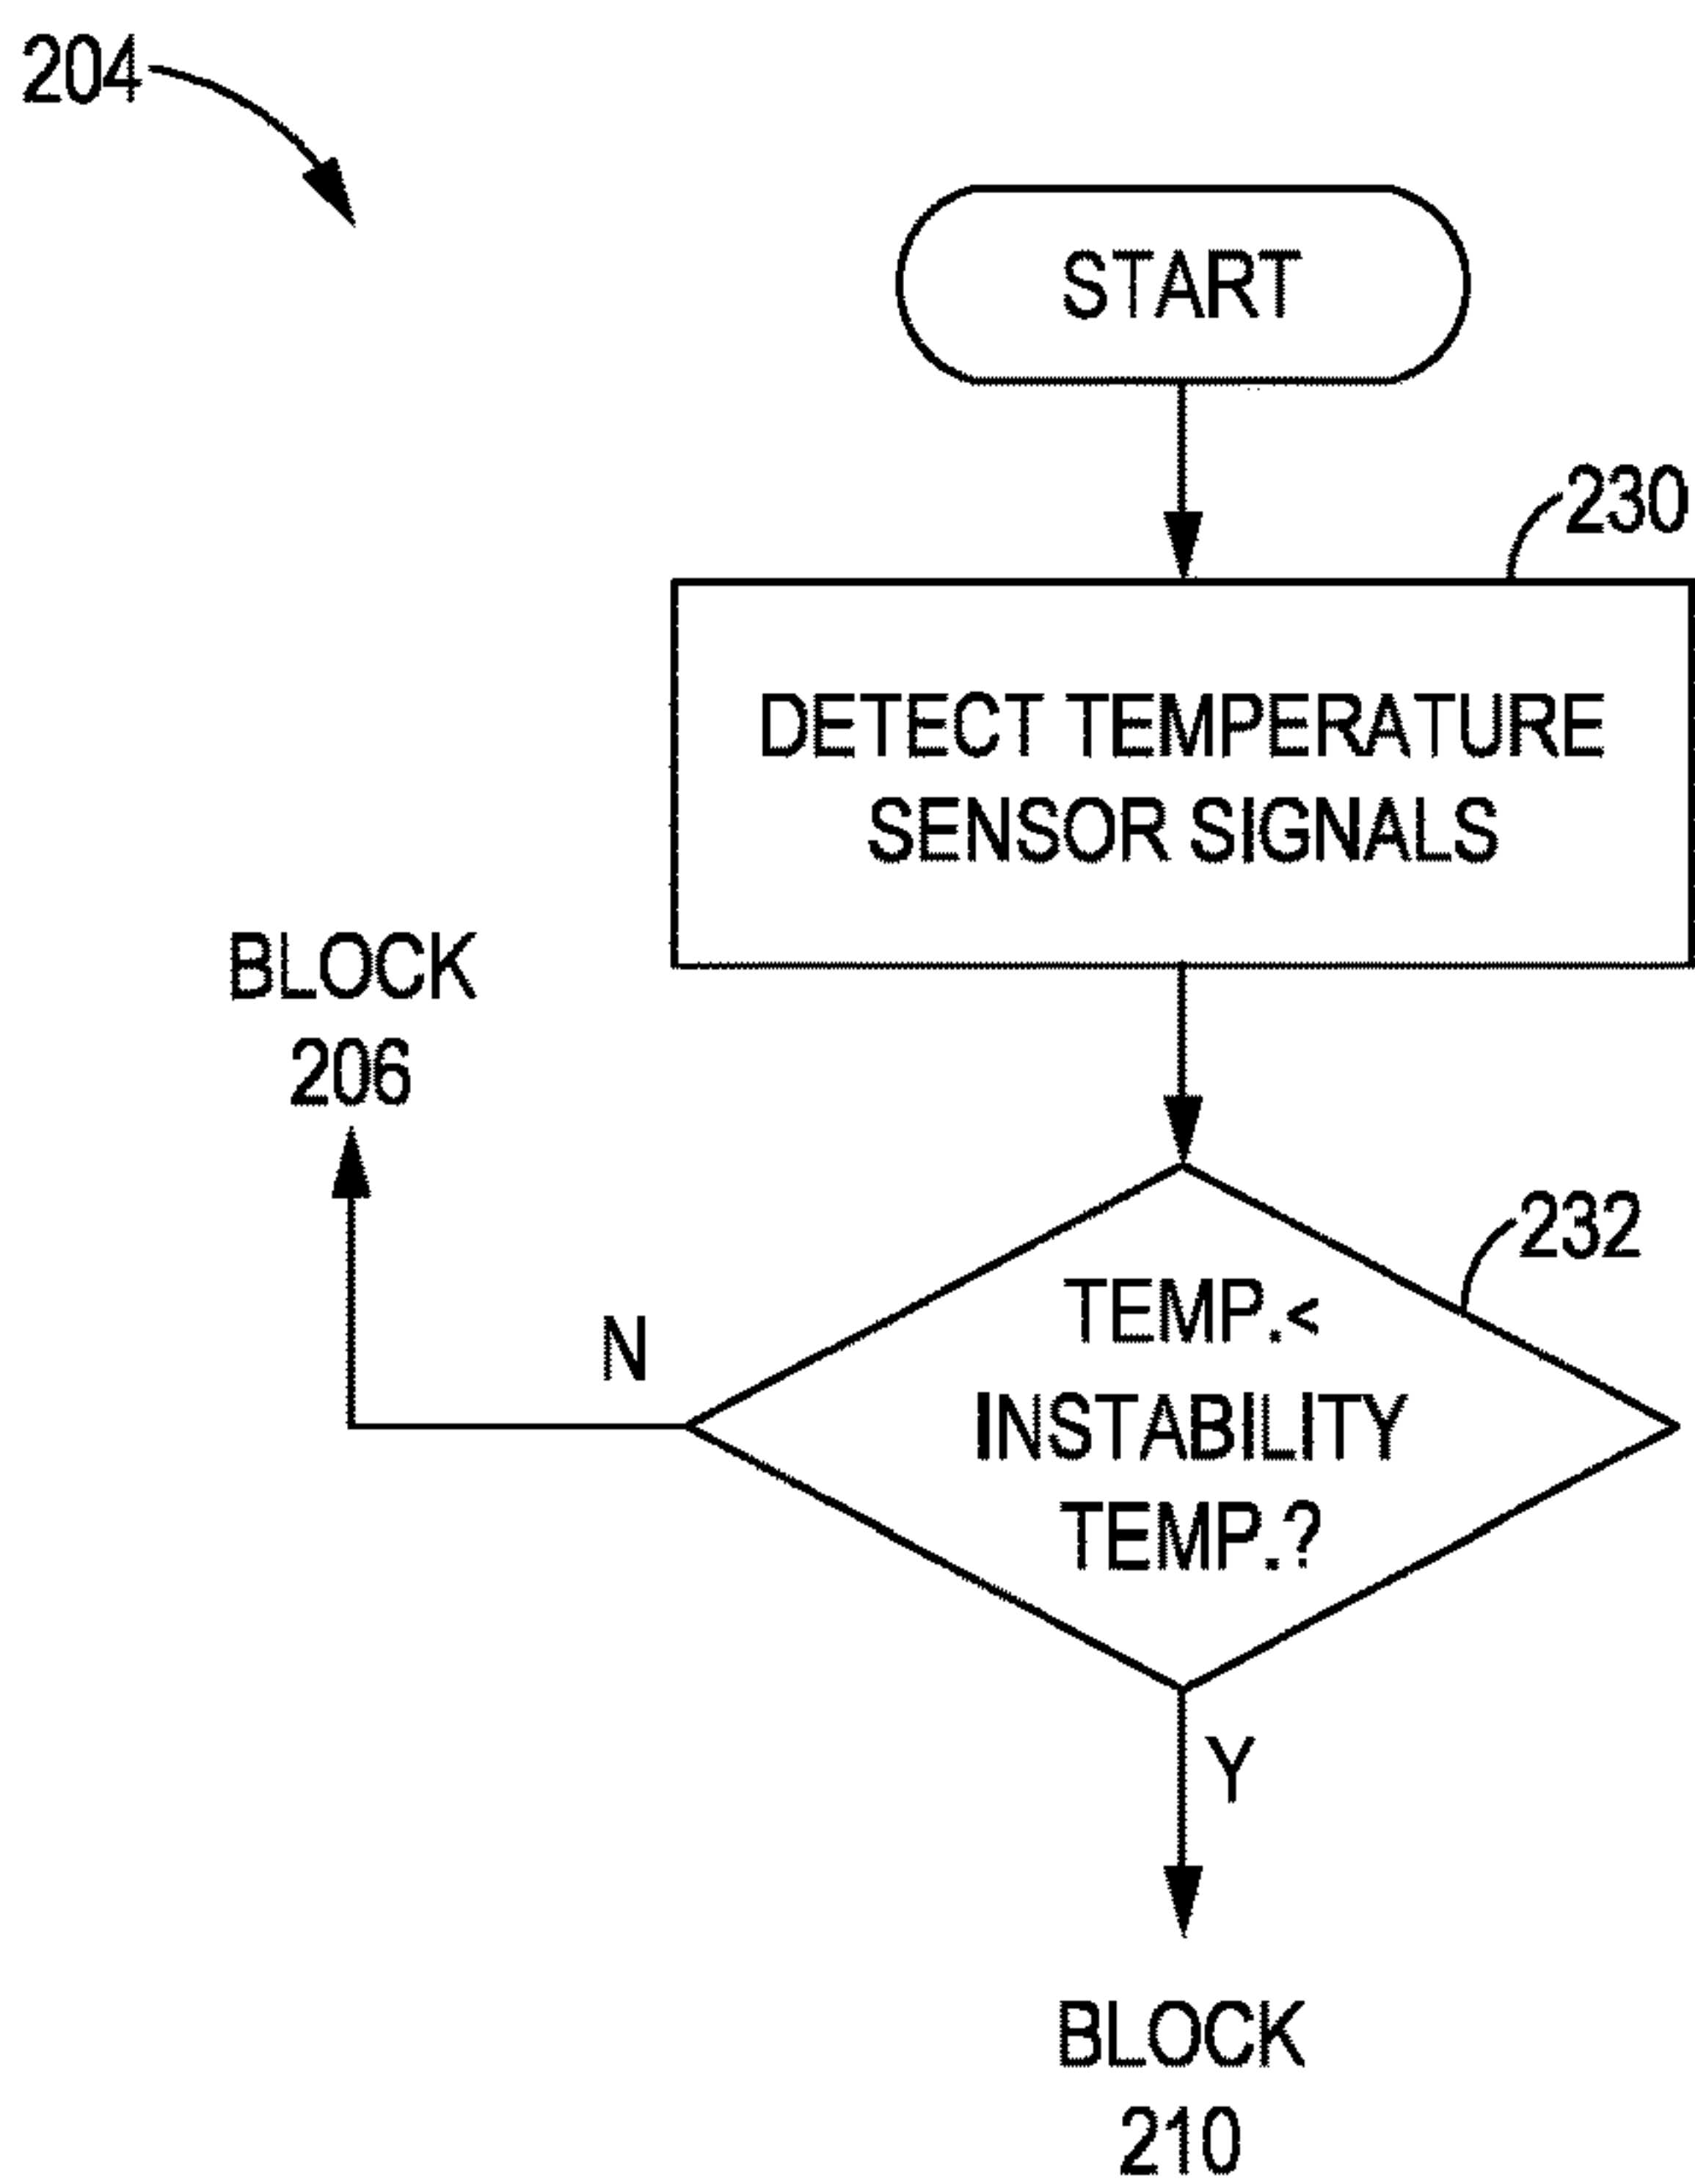 204
START
230
DETECT TEMPERATURE
SENSOR SIGNALS
BLOCK
206
232
N
TEMP.<
INSTABILITY
TEMP.?
Y
BLOCK
210